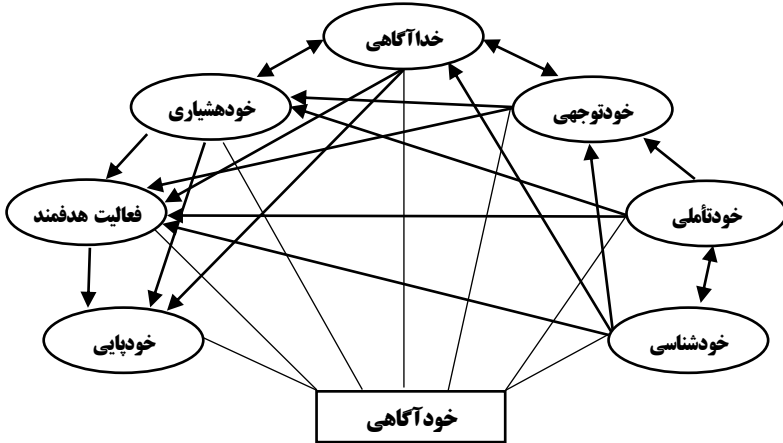 خداآگاهی
خودتوجهی
خودهشیاری
خودتأملی
فعالیت هدفمند
خودشناسی
خودپایی
خودآگاهی